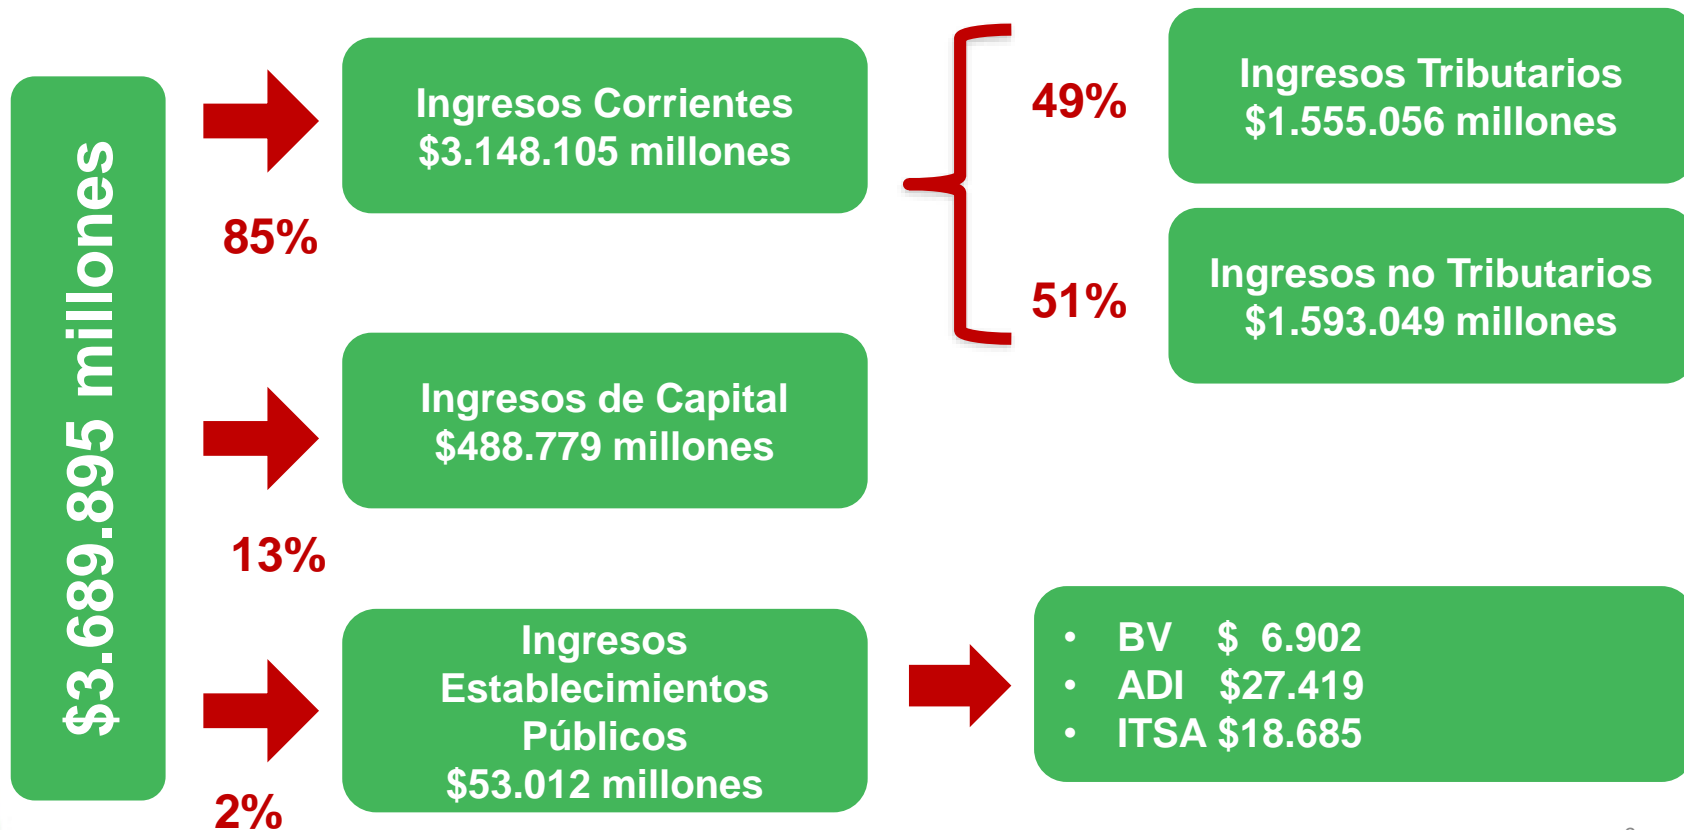 $3.689.895 millones
Ingresos Corrientes
$3.148.105 millones
85%
49%
Ingresos Tributarios
$1.555.056 millones
51%
Ingresos no Tributarios
$1.593.049 millones
Ingresos de Capital
$488.779 millones
13%
Ingresos
Establecimientos
Públicos
$53.012 millones
2%
• BV $ 6.902
• ADI $27.419
• ITSA $18.685